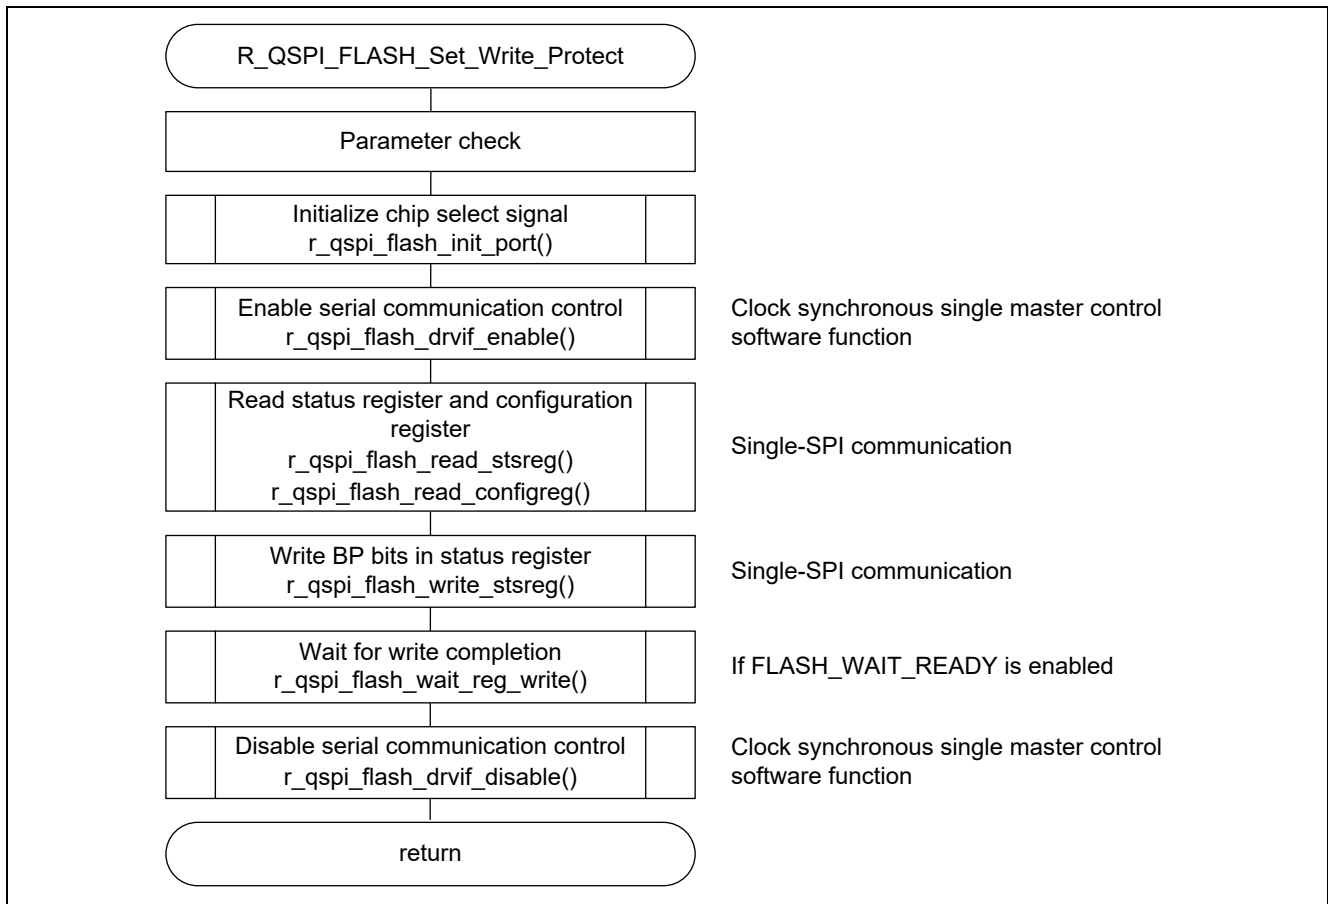 R_QSPI_FLASH_Set_Write_Protect
Parameter check
Initialize chip select signal
r_qspi_flash_init_port()
Enable serial communication control
r_qspi_flash_drvif_enable()
Clock synchronous single master control
software function
Read status register and configuration
register
r_qspi_flash_read_stsreg()
r_qspi_flash_read_configreg()
Single-SPI communication
Write BP bits in status register
r_qspi_flash_write_stsreg()
Single-SPI communication
Wait for write completion
r_qspi_flash_wait_reg_write()
If FLASH_WAIT_READY is enabled
Disable serial communication control
r_qspi_flash_drvif_disable()
Clock synchronous single master control
software function
return